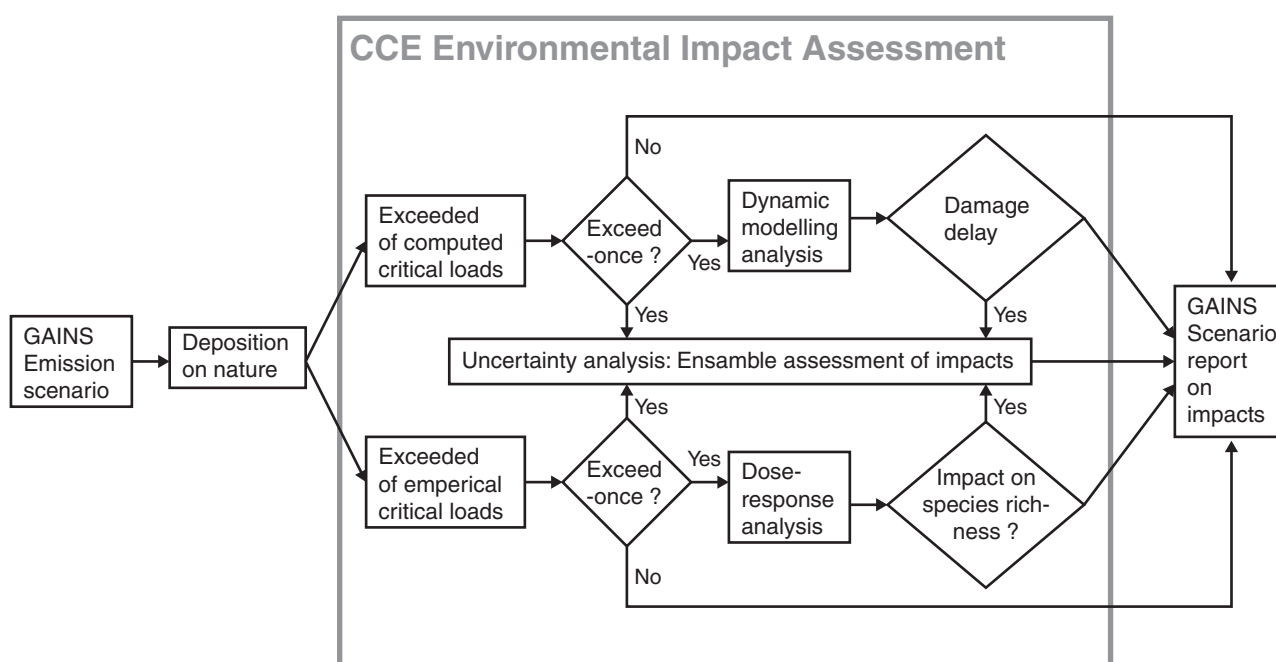 CCE Environmental Impact Assessment
GAINS
Emission
scenario
Deposition
on nature
Exceeded
of computed
critical loads
Exceed
-once ?
No
Yes
Yes
Dynamic
modelling
analysis
Damage
delay
Yes
Uncertainty analysis: Ensamble assessment of impacts
Exceeded
of emperical
critical loads
Yes
Exceed
-once ?
Yes
No
Dose-
response
analysis
Yes
Impact on
species rich-
ness ?
GAINS
Scenario
report
on
impacts